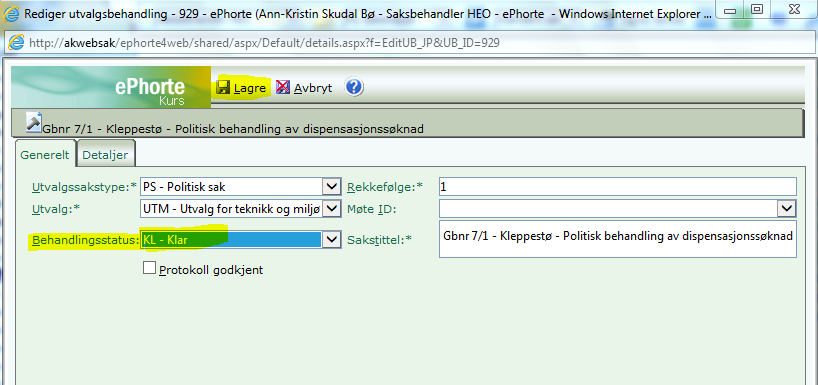 Rediger utvalgsbehandling - 929 - ePhorte (Ann-Kristin Skudal Bø - Saksbehandler HEO - ePhorte - Windows Internet Explorer ...
http://akwebsak/ephorte4web/shared/aspx/Default/details.aspx?f=EditUB_JP&UB_ID=929
ePhorte Lagre Avbryt ?
Kurs
Gbnr 7/1 - Kleppestø - Politisk behandling av dispensasjonssøknad
Generelt Detaljer
Utvalgssakstype:* PS - Politisk sak Rekkefølge:* 1
Utvalg:* UTM - Utvalg for teknikk og miljø Møte ID:
Behandlingsstatus: KL - Klar Sakstittel:* Gbnr 7/1 - Kleppestø - Politisk behandling av dispensasjonssøknad
Protokoll godkjent